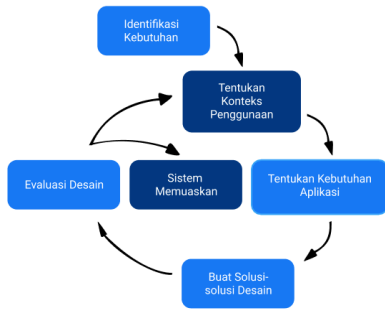 Identifikasi
Kebutuhan
Tentukan
Konteks
Penggunaan
Evaluasi Desain
Sistem
Memuaskan
Tentukan Kebutuhan
Aplikasi
Buat Solusi-
solusi Desain